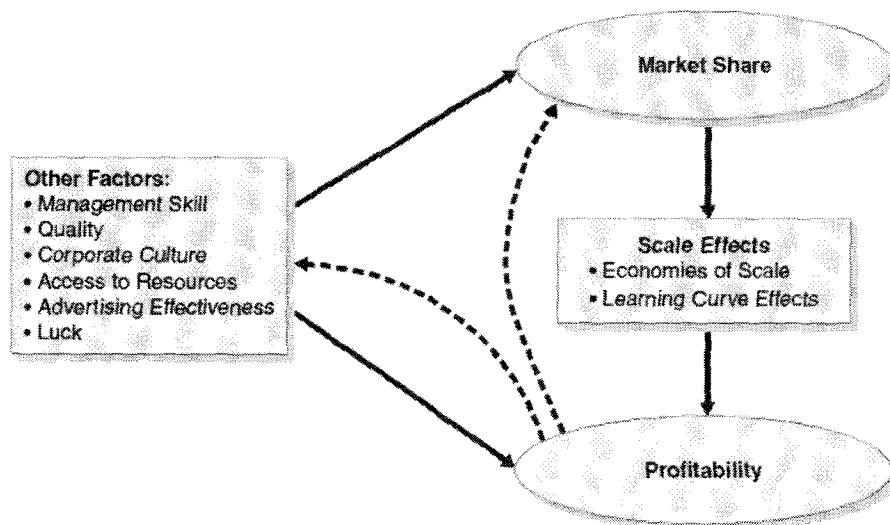 Market Share
Other Factors:
• Management Skill
• Quality
• Corporate Culture
• Access to Resources
• Advertising Effectiveness
• Luck
Scale Effects
▪ Economies of Scale
▪ Learning Curve Effects
Profitability